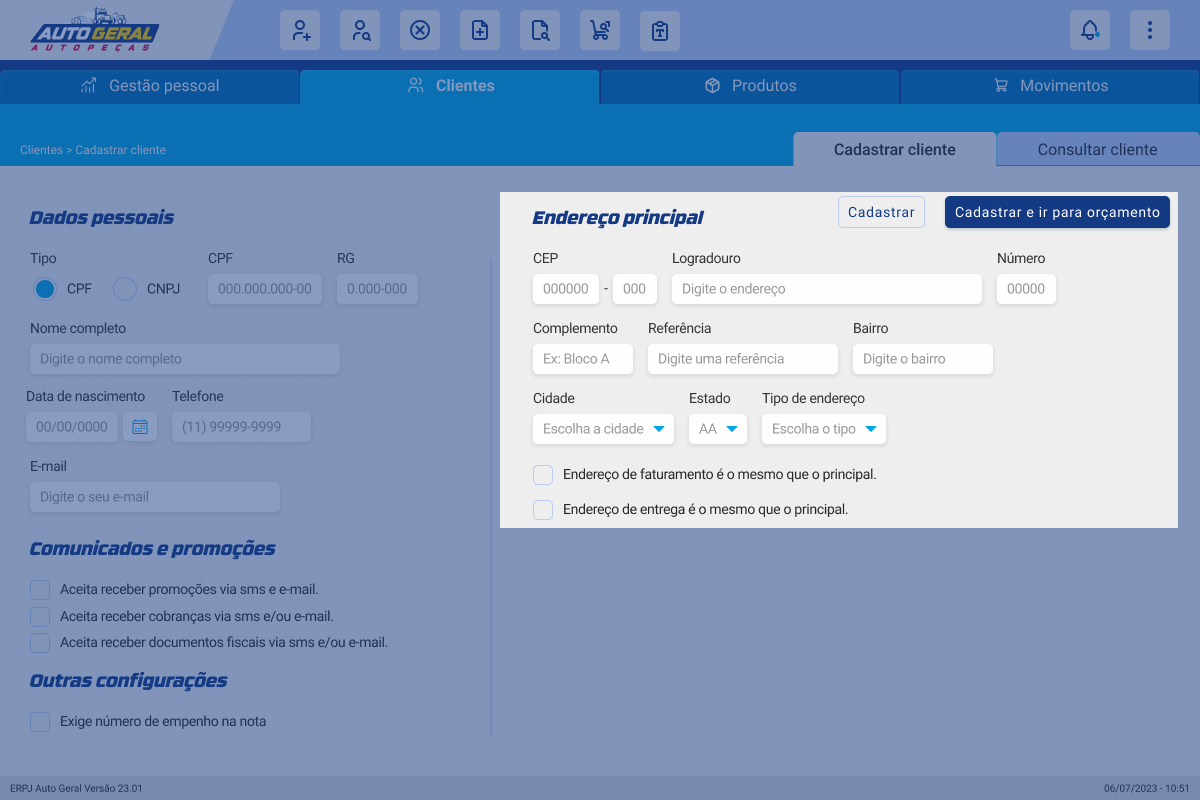 AUTO GERAL
AUTOPEÇAS
Gestão pessoal
Clientes
Produtos
Movimentos
Clientes > Cadastrar cliente
Cadastrar cliente
Consultar cliente
Dados pessoais
Tipo
CPF
RG
CPF
CNPJ
000.000.000-00
0.000-000
Nome completo
Digite o nome completo
Data de nascimento
Telefone
00/00/0000
(11) 99999-9999
E-mail
Digite o seu e-mail
Comunicados e promoções
Aceita receber promoções via sms e e-mail.
Aceita receber cobranças via sms e/ou e-mail.
Aceita receber documentos fiscais via sms e/ou e-mail.
Outras configurações
Exige número de empenho na nota
Endereço principal
Cadastrar
Cadastrar e ir para orçamento
CEP
Logradouro
Número
000000 - 000
Digite o endereço
00000
Complemento
Referência
Bairro
Ex: Bloco A
Digite uma referência
Digite o bairro
Cidade
Estado
Tipo de endereço
Escolha a cidade
AA
Escolha o tipo
Endereço de faturamento é o mesmo que o principal.
Endereço de entrega é o mesmo que o principal.
ERPJ Auto Geral Versão 23.01
06/07/2023 - 10:51